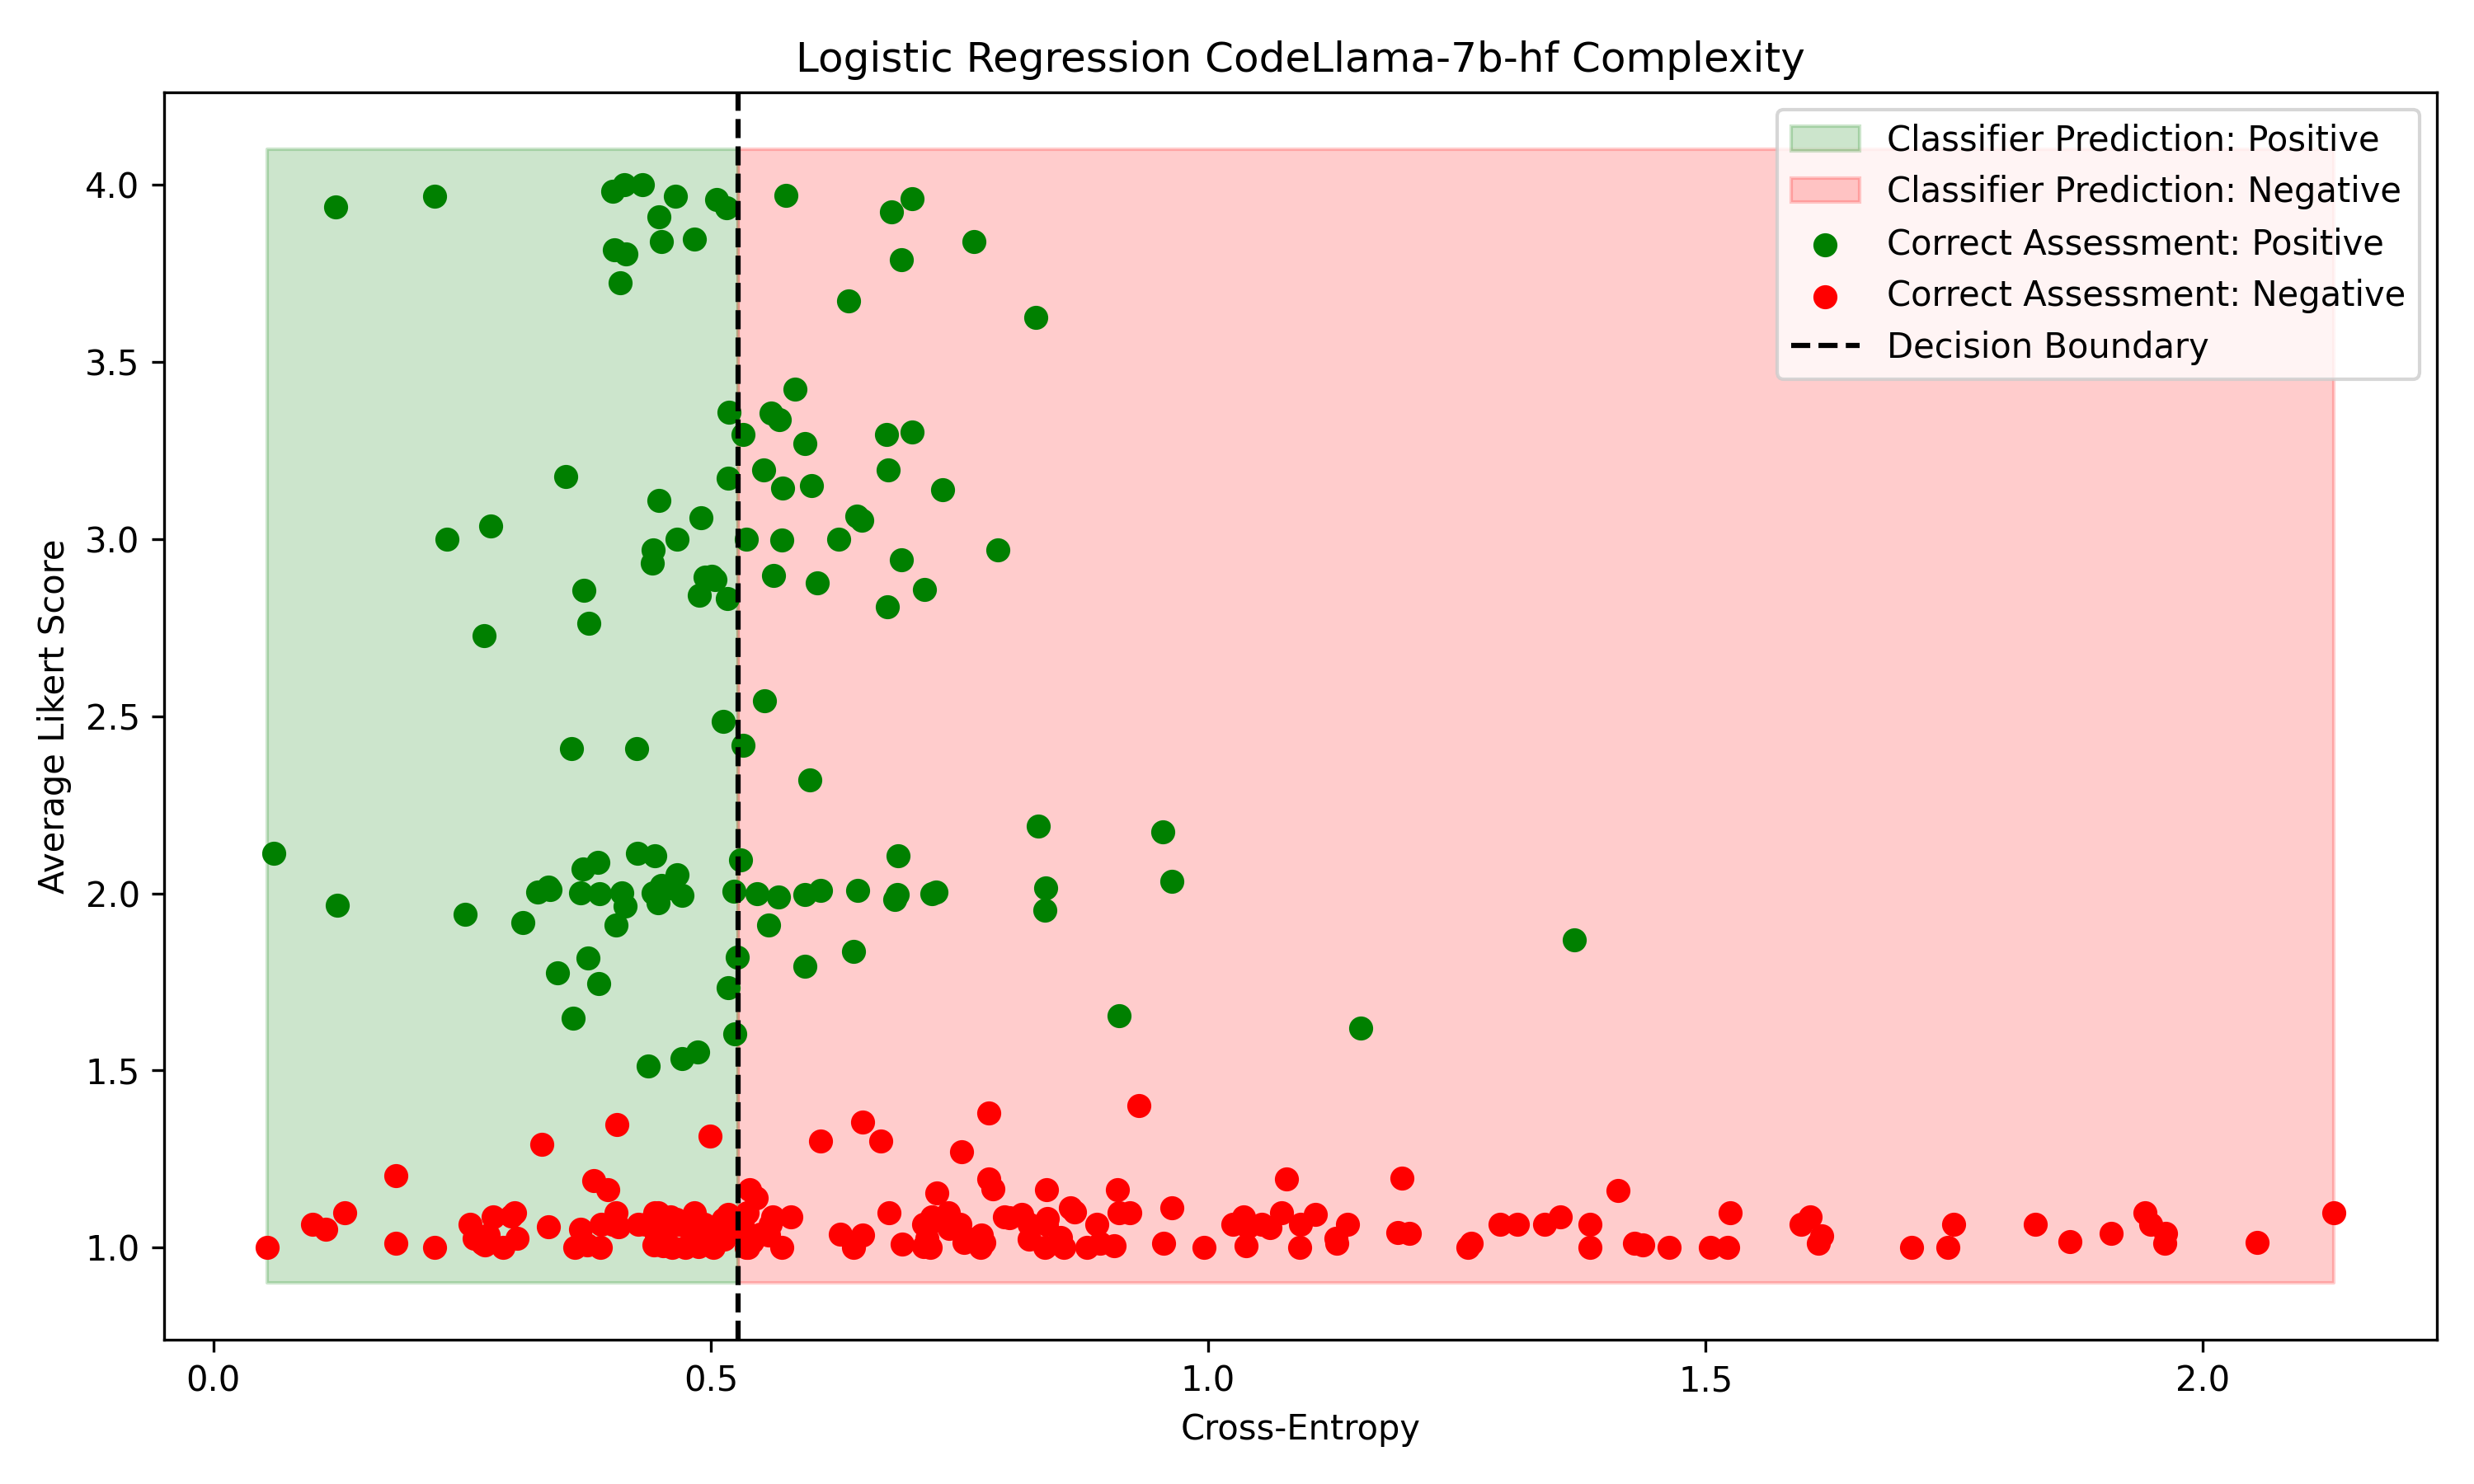 Logistic Regression CodeLlama-7b-hf Complexity
Classifier Prediction: Positive
Classifier Prediction: Negative
Correct Assessment: Positive
Correct Assessment: Negative
Decision Boundary
Average Likert Score
4.0
3.5
3.0
2.5
2.0
1.5
1.0
0.0 0.5 1.0 1.5 2.0
Cross-Entropy